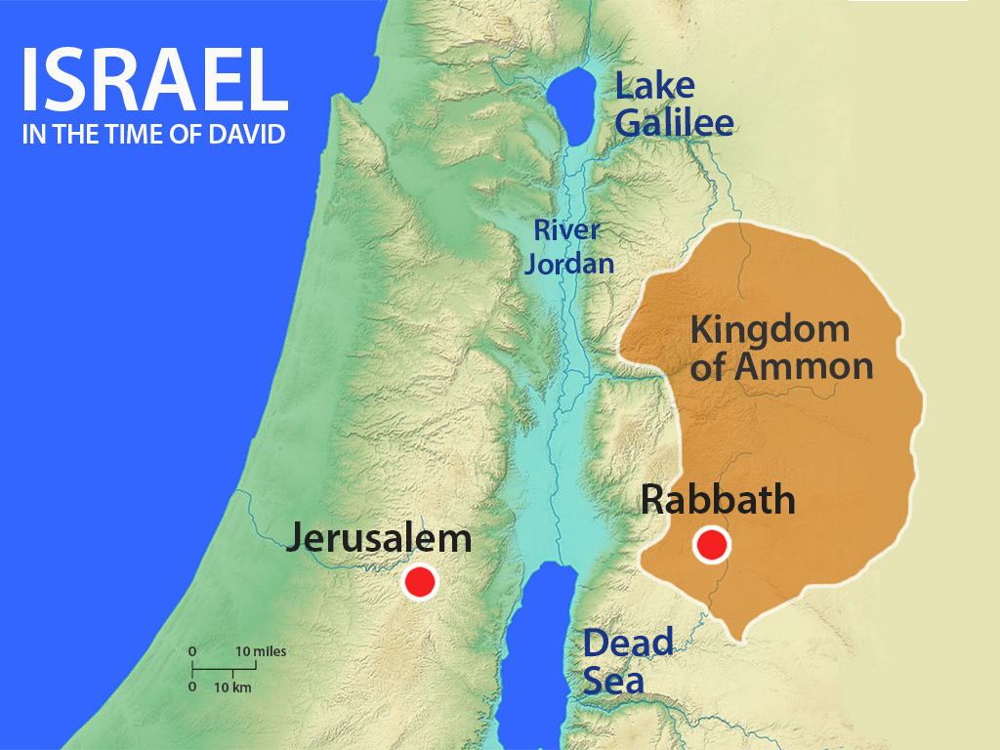 ISRAEL
IN THE TIME OF DAVID
Lake
Galilee
River
Jordan
Kingdom
of Ammon
Rabbath
Jerusalem
Dead
Sea
0 10 miles
0 10 km